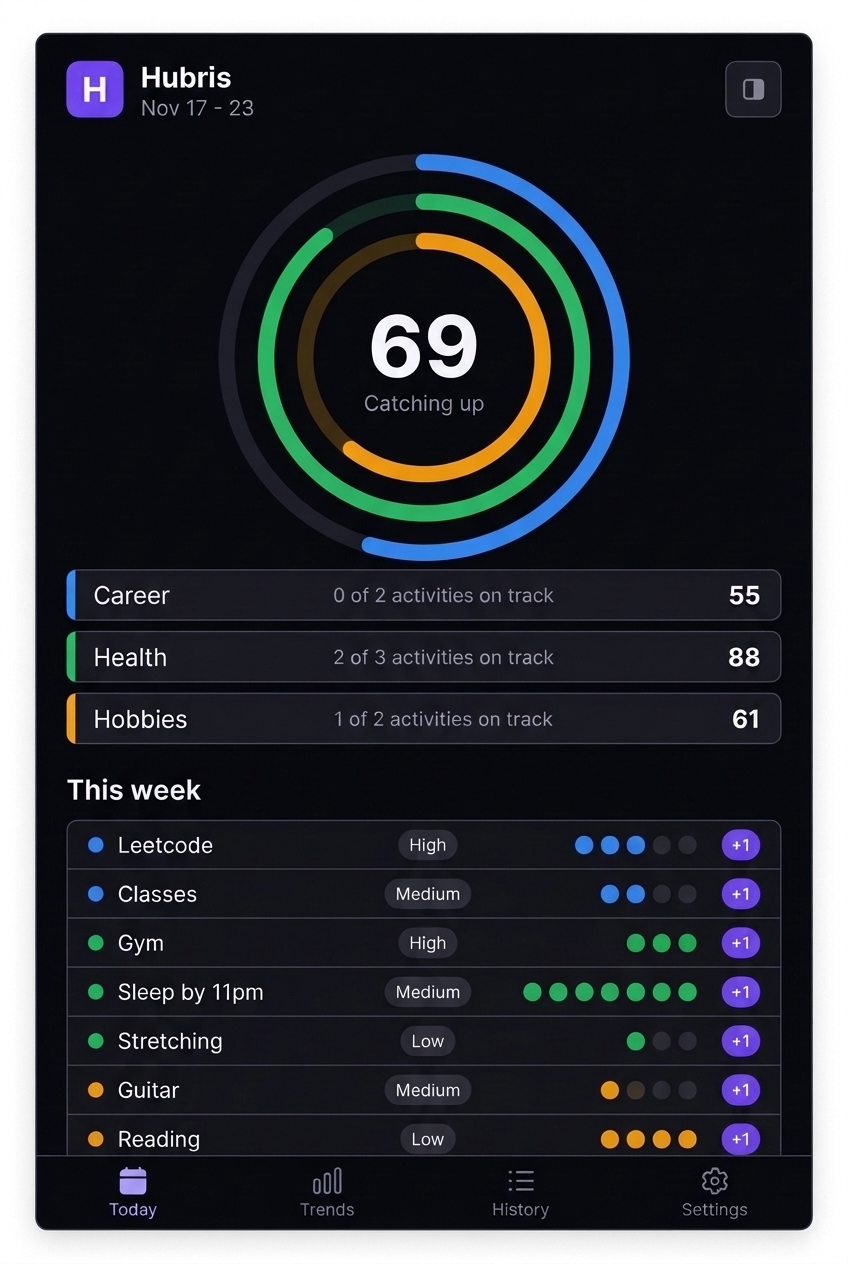 H
Hubris
Nov 17 - 23
69
Catching up
Career 0 of 2 activities on track 55
Health 2 of 3 activities on track 88
Hobbies 1 of 2 activities on track 61
This week
Leetcode High +1
Classes Medium +1
Gym High +1
Sleep by 11pm Medium +1
Stretching Low +1
Guitar Medium +1
Reading Low +1
Today Trends History Settings